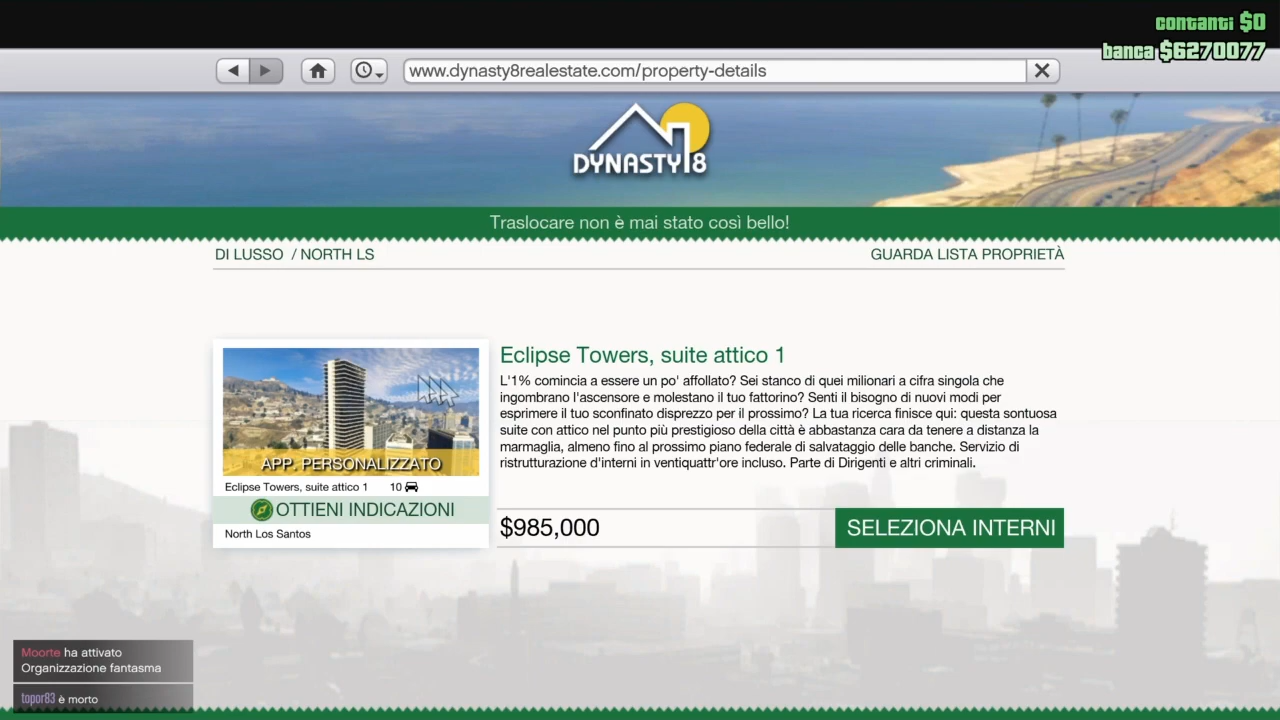 contanti $0
banca $6270077
www.dynasty8realestate.com/property-details
DYNASTY 8
Traslocare non è mai stato così bello!
DI LUSSO / NORTH LS
GUARDA LISTA PROPRIETÀ
APP. PERSONALIZZATO
Eclipse Towers, suite attico 1 10
OTTIENI INDICAZIONI
North Los Santos
Eclipse Towers, suite attico 1
L'1% comincia a essere un po' affollato? Sei stanco di quei milionari a cifra singola che
ingombrano l'ascensore e molestano il tuo fattorino? Senti il bisogno di nuovi modi per
esprimere il tuo sconfinato disprezzo per il prossimo? La tua ricerca finisce qui: questa sontuosa
suite con attico nel punto più prestigioso della città è abbastanza cara da tenere a distanza la
marmaglia, almeno fino al prossimo piano federale di salvataggio delle banche. Servizio di
ristrutturazione d'interni in ventiquattr'ore incluso. Parte di Dirigenti e altri criminali.
$985,000
SELEZIONA INTERNI
Moorte ha attivato
Organizzazione fantasma
topor83 è morto